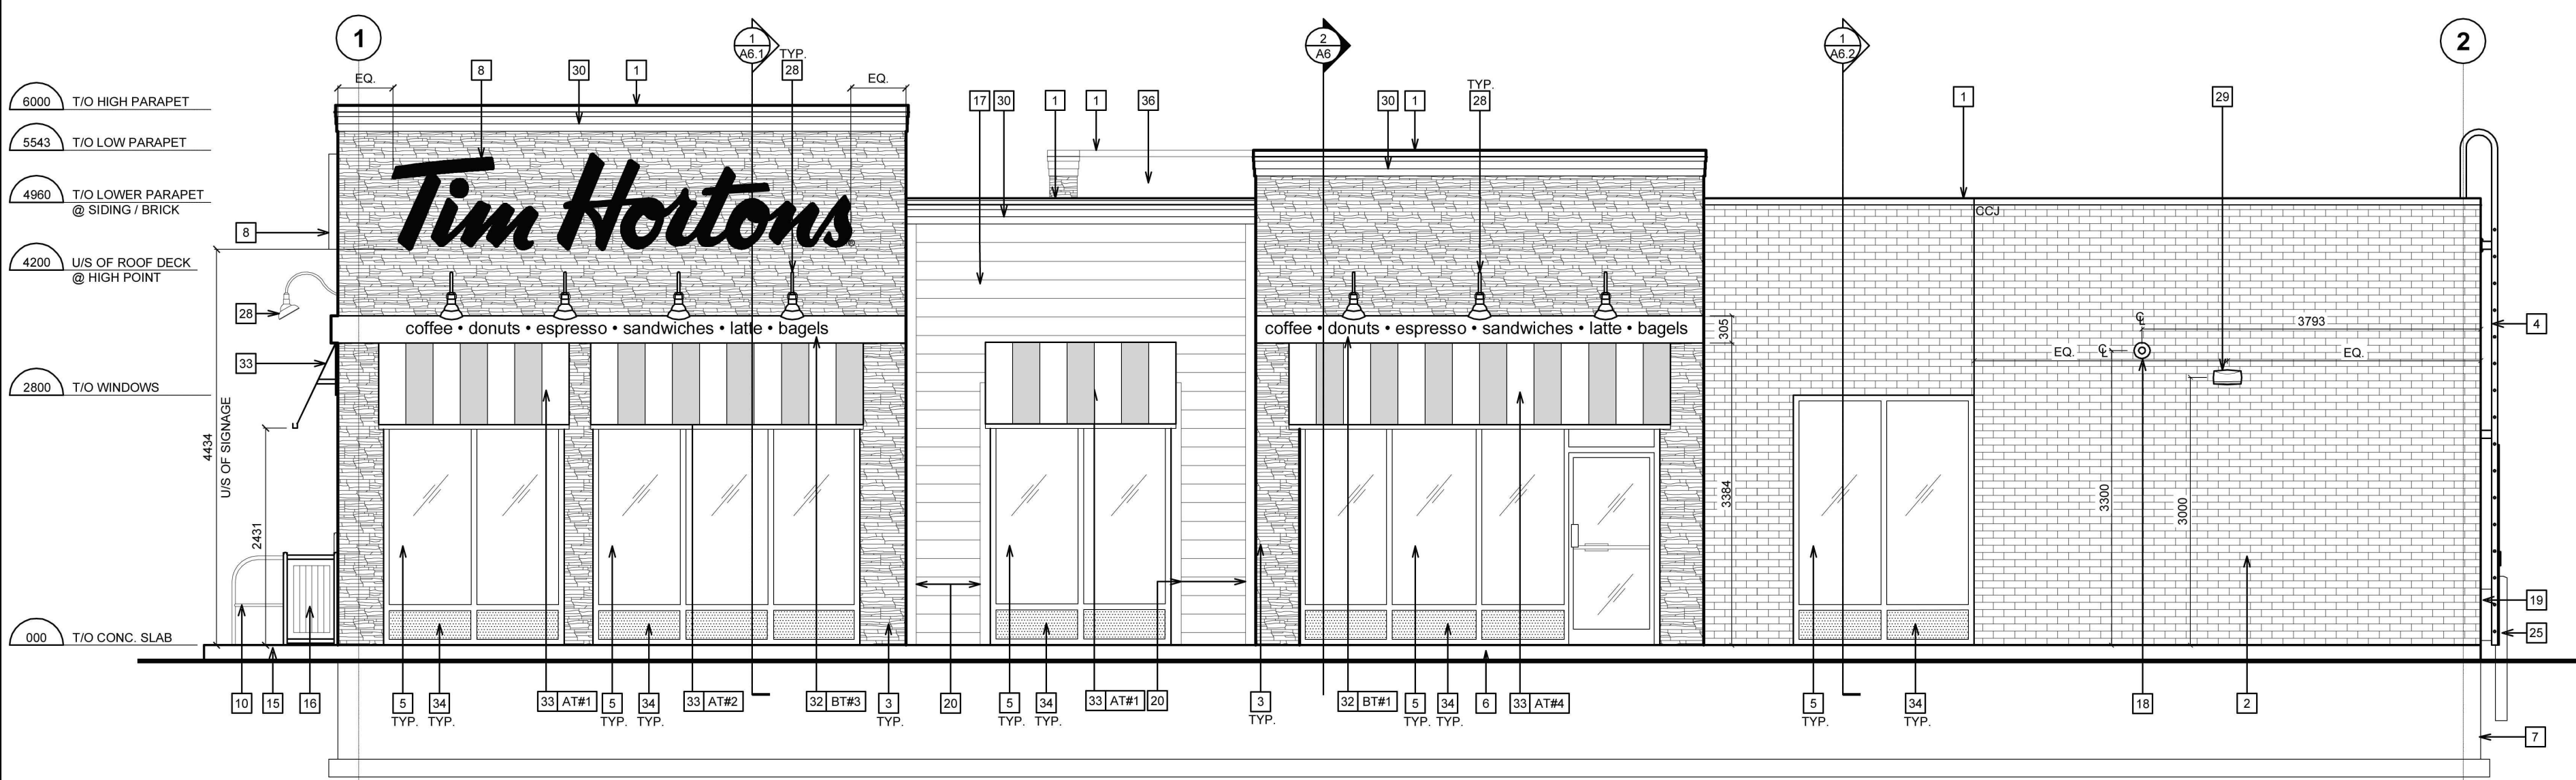 1
1
A6.1
TYP.
28
2
A6
1
A6.2
2
EQ.
8
30
1
EQ.
6000 T/O HIGH PARAPET
17
30
1
1
36
30
1
TYP.
28
1
29
5543 T/O LOW PARAPET
4960 T/O LOWER PARAPET
@ SIDING / BRICK
8
Tim Hortons
CCJ
4200 U/S OF ROOF DECK
@ HIGH POINT
28
coffee • donuts • espresso • sandwiches • latte • bagels
coffee • donuts • espresso • sandwiches • latte • bagels
305
3793
4
33
EQ.
EQ.
2800 T/O WINDOWS
4434
U/S OF SIGNAGE
2431
3384
3300
3000
19
000 T/O CONC. SLAB
25
10
15
16
5
TYP.
34
TYP.
33 AT#1
5
TYP.
34
TYP.
33 AT#2
32 BT#3
3
TYP.
20
5
TYP.
34
TYP.
33 AT#1
20
3
TYP.
32 BT#1
5
TYP.
34
TYP.
6
33 AT#4
5
TYP.
34
TYP.
18
2
7